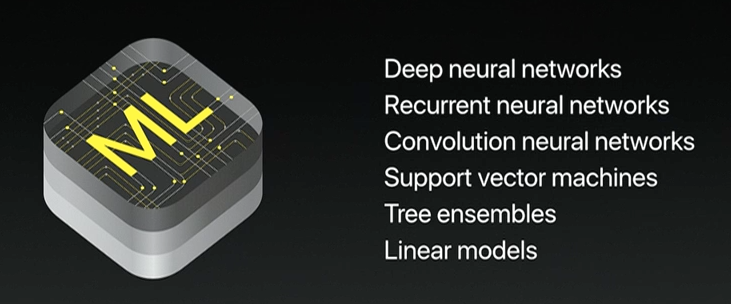 ML
Deep neural networks
Recurrent neural networks
Convolution neural networks
Support vector machines
Tree ensembles
Linear models